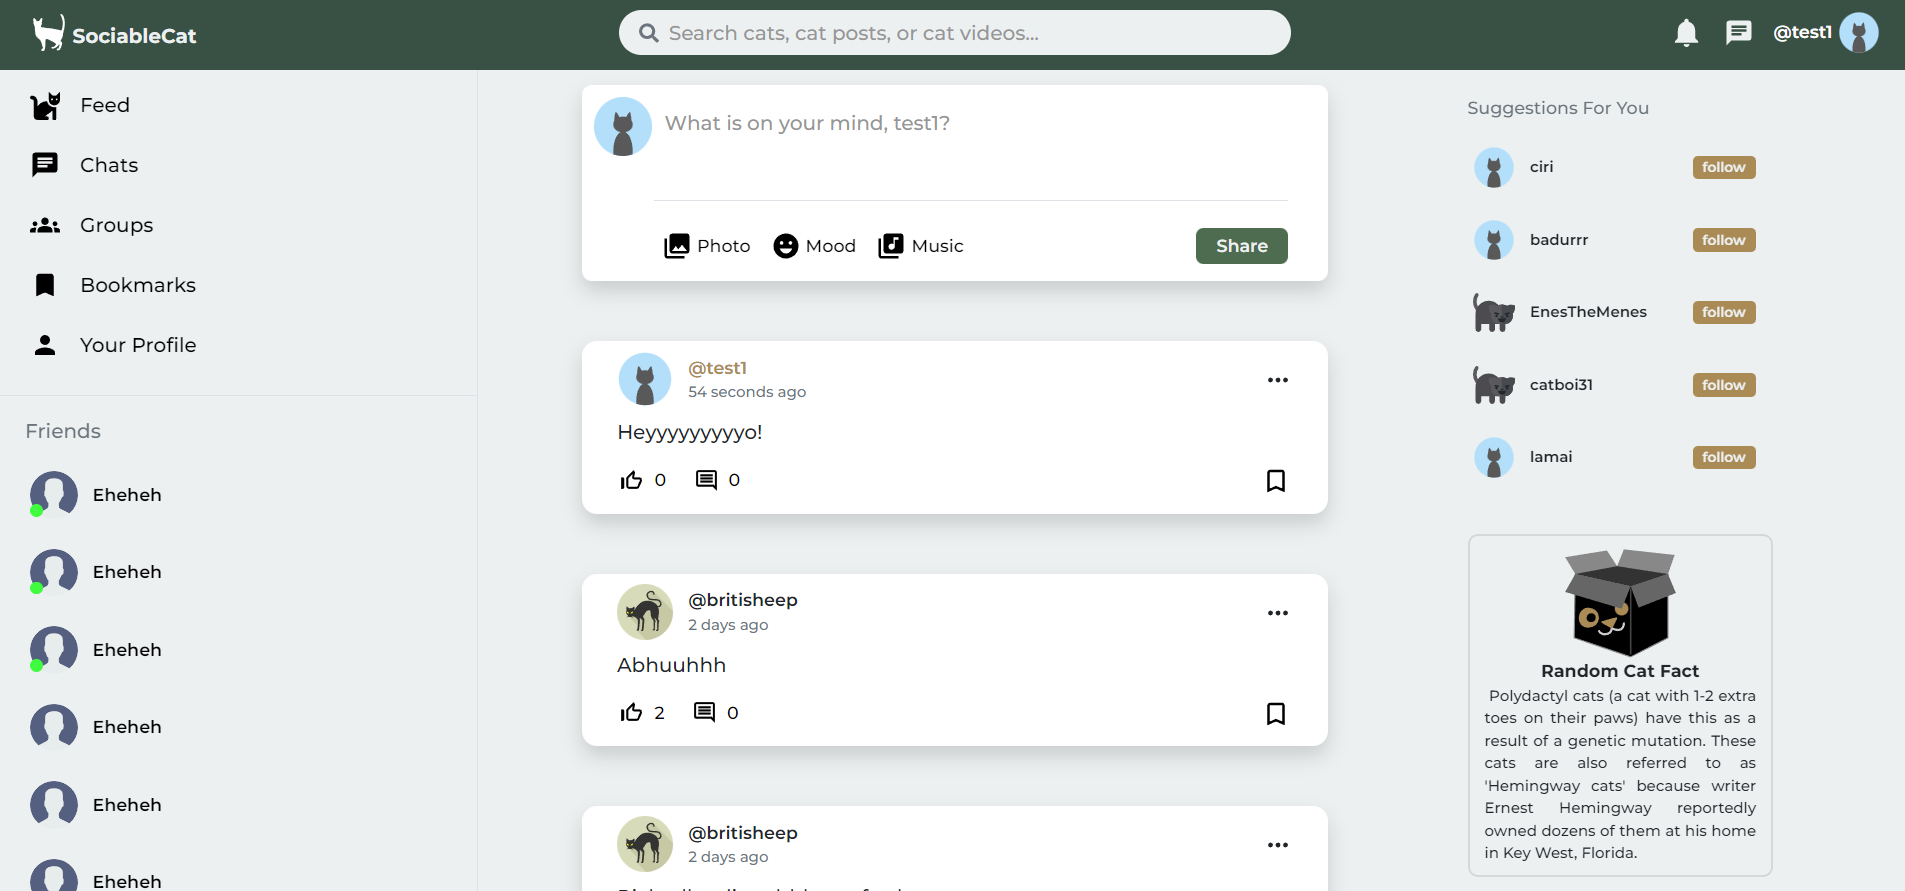 SociableCat
Search cats, cat posts, or cat videos...
@test1
Feed
Chats
Groups
Bookmarks
Your Profile
Friends
Eheheh
Eheheh
Eheheh
Eheheh
Eheheh
Eheheh
What is on your mind, test1?
Photo
Mood
Music
Share
@test1
54 seconds ago
Heyyyyyyyyyo!
0
0
@britisheep
2 days ago
Abhuuhhh
2
0
@britisheep
2 days ago
Suggestions For You
ciri
follow
badurrr
follow
EnesTheMenes
follow
catboi31
follow
lamai
follow
Random Cat Fact
Polydactyl cats (a cat with 1-2 extra
toes on their paws) have this as a
result of a genetic mutation. These
cats are also referred to as
'Hemingway cats' because writer
Ernest Hemingway reportedly
owned dozens of them at his home
in Key West, Florida.